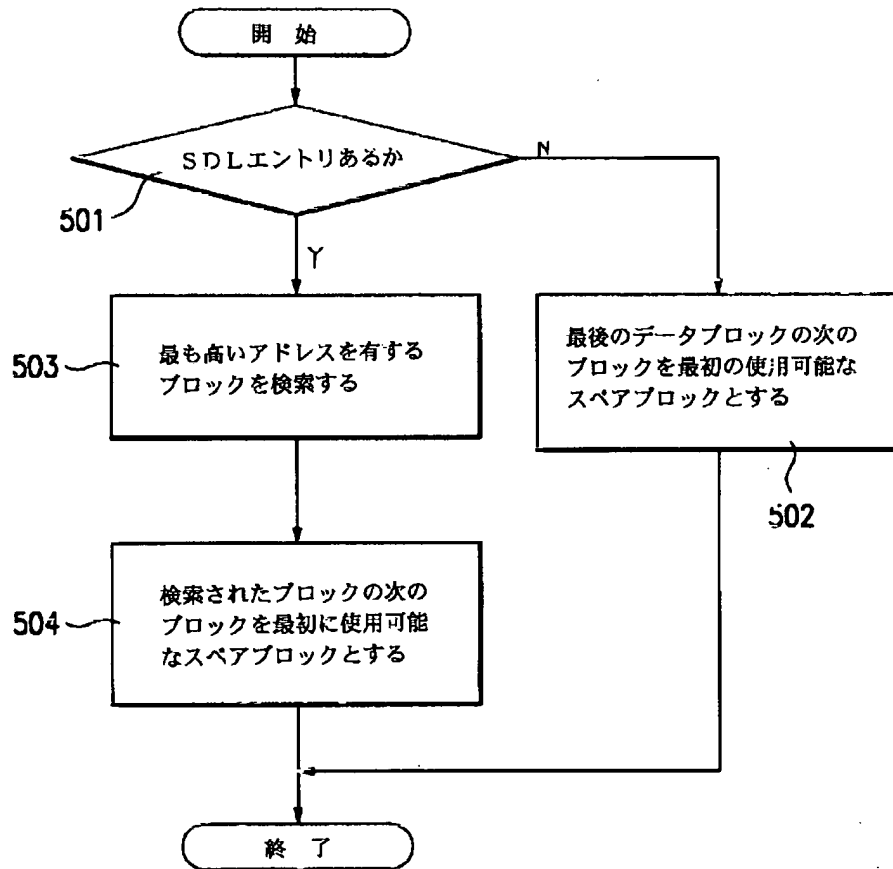 開 始
SDLエントリあるか
N
501
Y
503
最も高いアドレスを有する
ブロックを検索する
最後のデータブロックの次の
ブロックを最初の使用可能な
スペアブロックとする
502
504
検索されたブロックの次の
ブロックを最初に使用可能
なスペアブロックとする
終 了